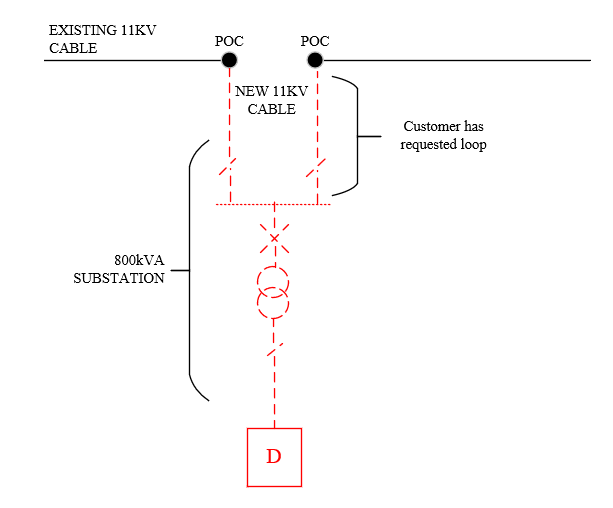 EXISTING 11KV
CABLE
POC
POC
NEW 11KV
CABLE
Customer has
requested loop
800kVA
SUBSTATION
D